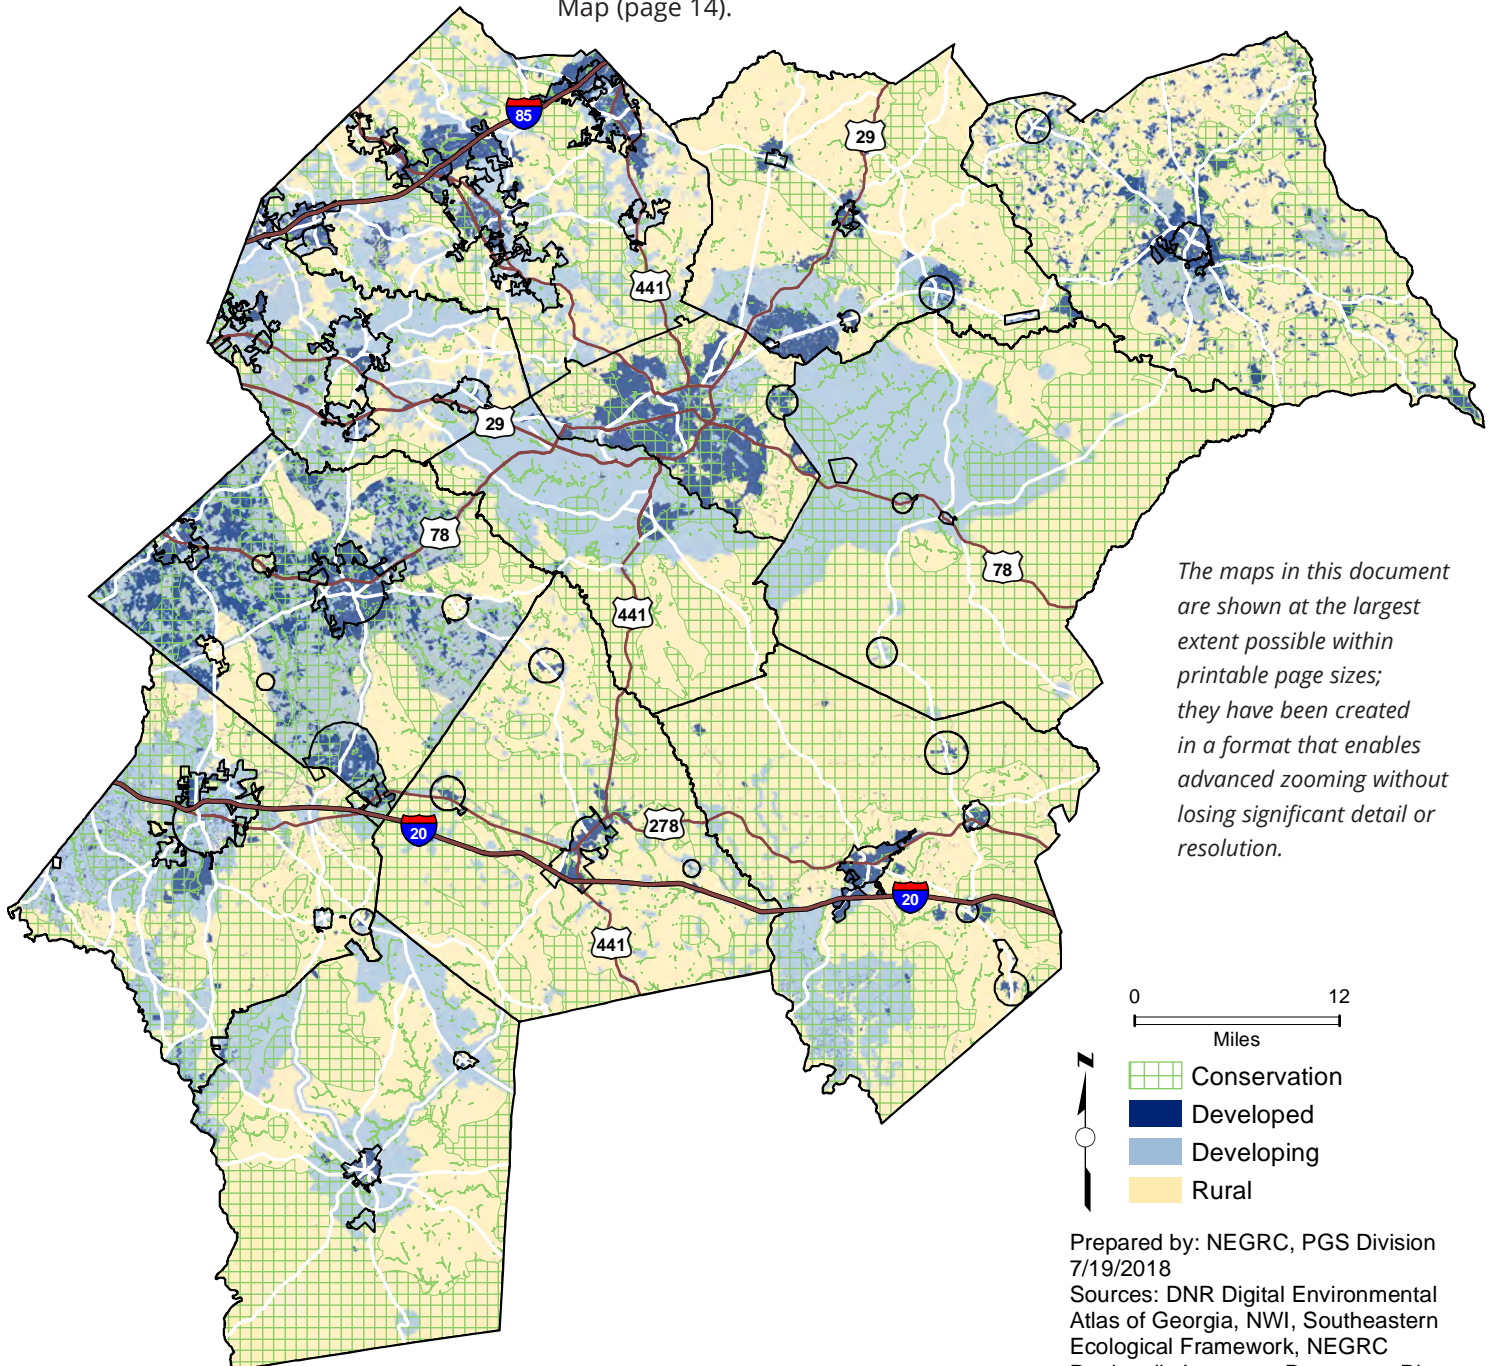 Map (page 14).
85
29
441
29
78
78
441
278
20
20
441
The maps in this document
are shown at the largest
extent possible within
printable page sizes;
they have been created
in a format that enables
advanced zooming without
losing significant detail or
resolution.
0 12
Miles
N
Conservation
Developed
Developing
Rural
Prepared by: NEGRC, PGS Division
7/19/2018
Sources: DNR Digital Environmental
Atlas of Georgia, NWI, Southeastern
Ecological Framework, NEGRC